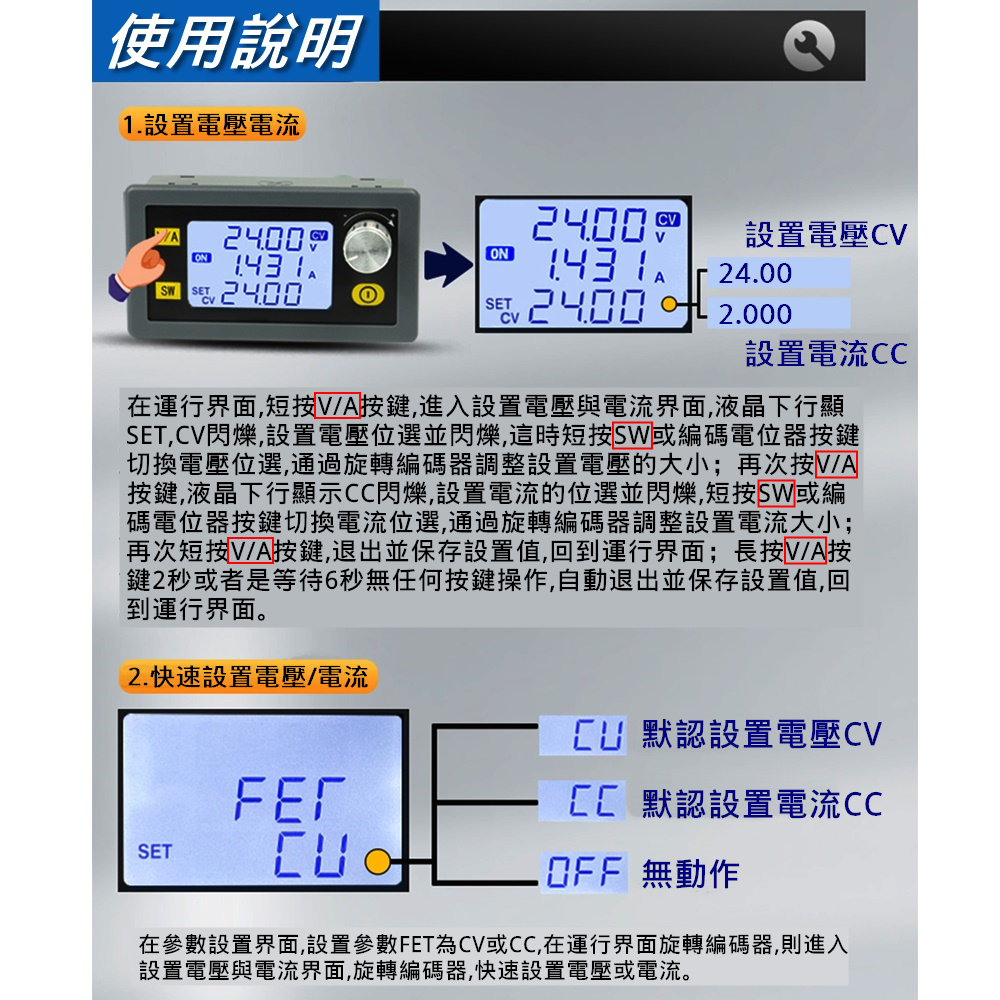 使用說明
1.設置電壓電流
V/A
24.00 CV
V
ON
1.431 A
SW
SET
CV
24.00
24.00 CV
V
ON
1.431 A
SET
CV
24.00
設置電壓CV
24.00
2.000
設置電流CC
在運行界面,短按V/A按鍵,進入設置電壓與電流界面,液晶下行顯
SET,CV閃爍,設置電壓位選並閃爍,這時短按SW或編碼電位器按鍵
切換電壓位選,通過旋轉編碼器調整設置電壓的大小；再次按V/A
按鍵,液晶下行顯示CC閃爍,設置電流的位選並閃爍,短按SW或編
碼電位器按鍵切換電流位選,通過旋轉編碼器調整設置電流大小；
再次短按V/A按鍵,退出並保存設置值,回到運行界面；長按V/A按
鍵2秒或者是等待6秒無任何按鍵操作,自動退出並保存設置值,回
到運行界面。
2.快速設置電壓/電流
FET
SET
CU
CU 默認設置電壓CV
CC 默認設置電流CC
OFF 無動作
在參數設置界面,設置參數FET為CV或CC,在運行界面旋轉編碼器,則進入
設置電壓與電流界面,旋轉編碼器,快速設置電壓或電流。